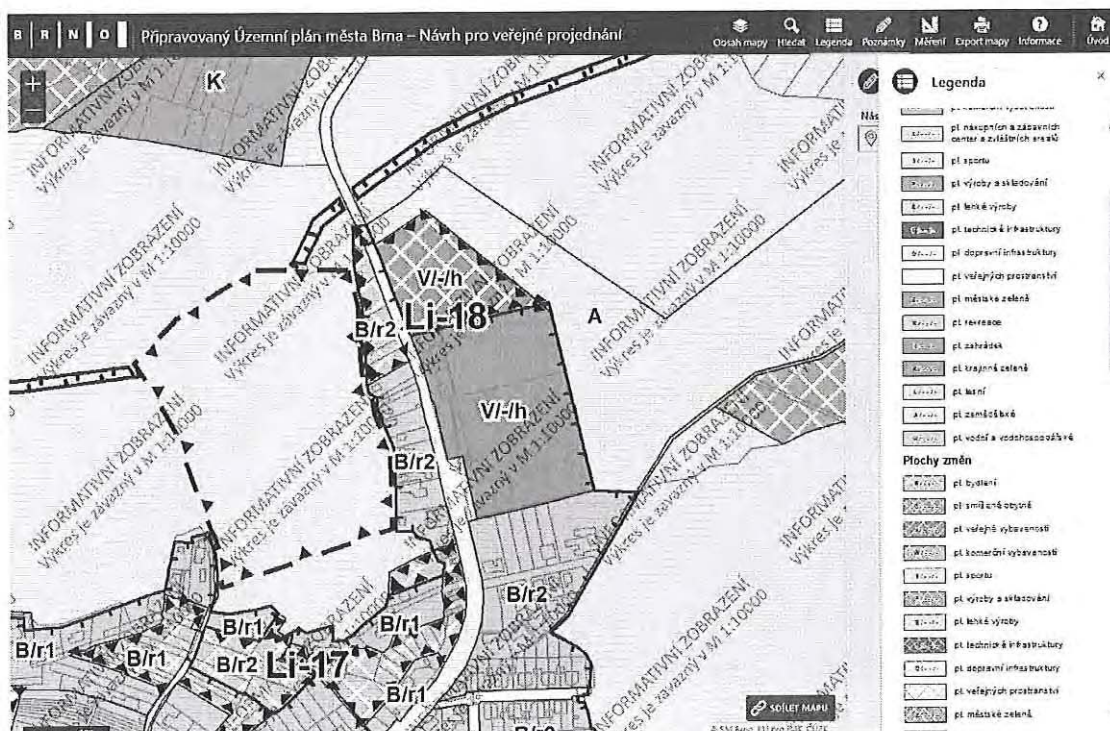 B R N O
Připravovaný Územní plán města Brna – Návrh pro veřejné projednání
Obsah mapy
Hledat
Legenda
Poznámky
Měření
Export mapy
Informace
Úvod
+
K
INFORMATIVNÍ ZOBRAZENÍ
Výkres je závazný v M 1:10000
V/-/h
Li-18
B/r2
A
V/-/h
B/r2
B/r2
B/r1
B/r1
B/r1
B/r2
Li-17
B/r1
B/r1
SDÍLET MAPU
Legenda
×
pl. nákupních a zábavních
center a zvláštních areálů
pl. sportu
pl. výroby a skladování
pl. lehké výroby
pl. technické infrastruktury
pl. dopravní infrastruktury
pl. veřejných prostranství
pl. městské zeleně
pl. rekreace
pl. zahrádek
pl. krajinné zeleně
pl. lesní
pl. zemědělské
pl. vodní a vodohospodářské
Plochy změn
pl. bydlení
pl. smíšené obytné
pl. veřejné vybavenosti
pl. komerční vybavenosti
pl. sportu
pl. výroby a skladování
pl. lehké výroby
pl. technické infrastruktury
pl. dopravní infrastruktury
pl. veřejných prostranství
pl. městské zeleně